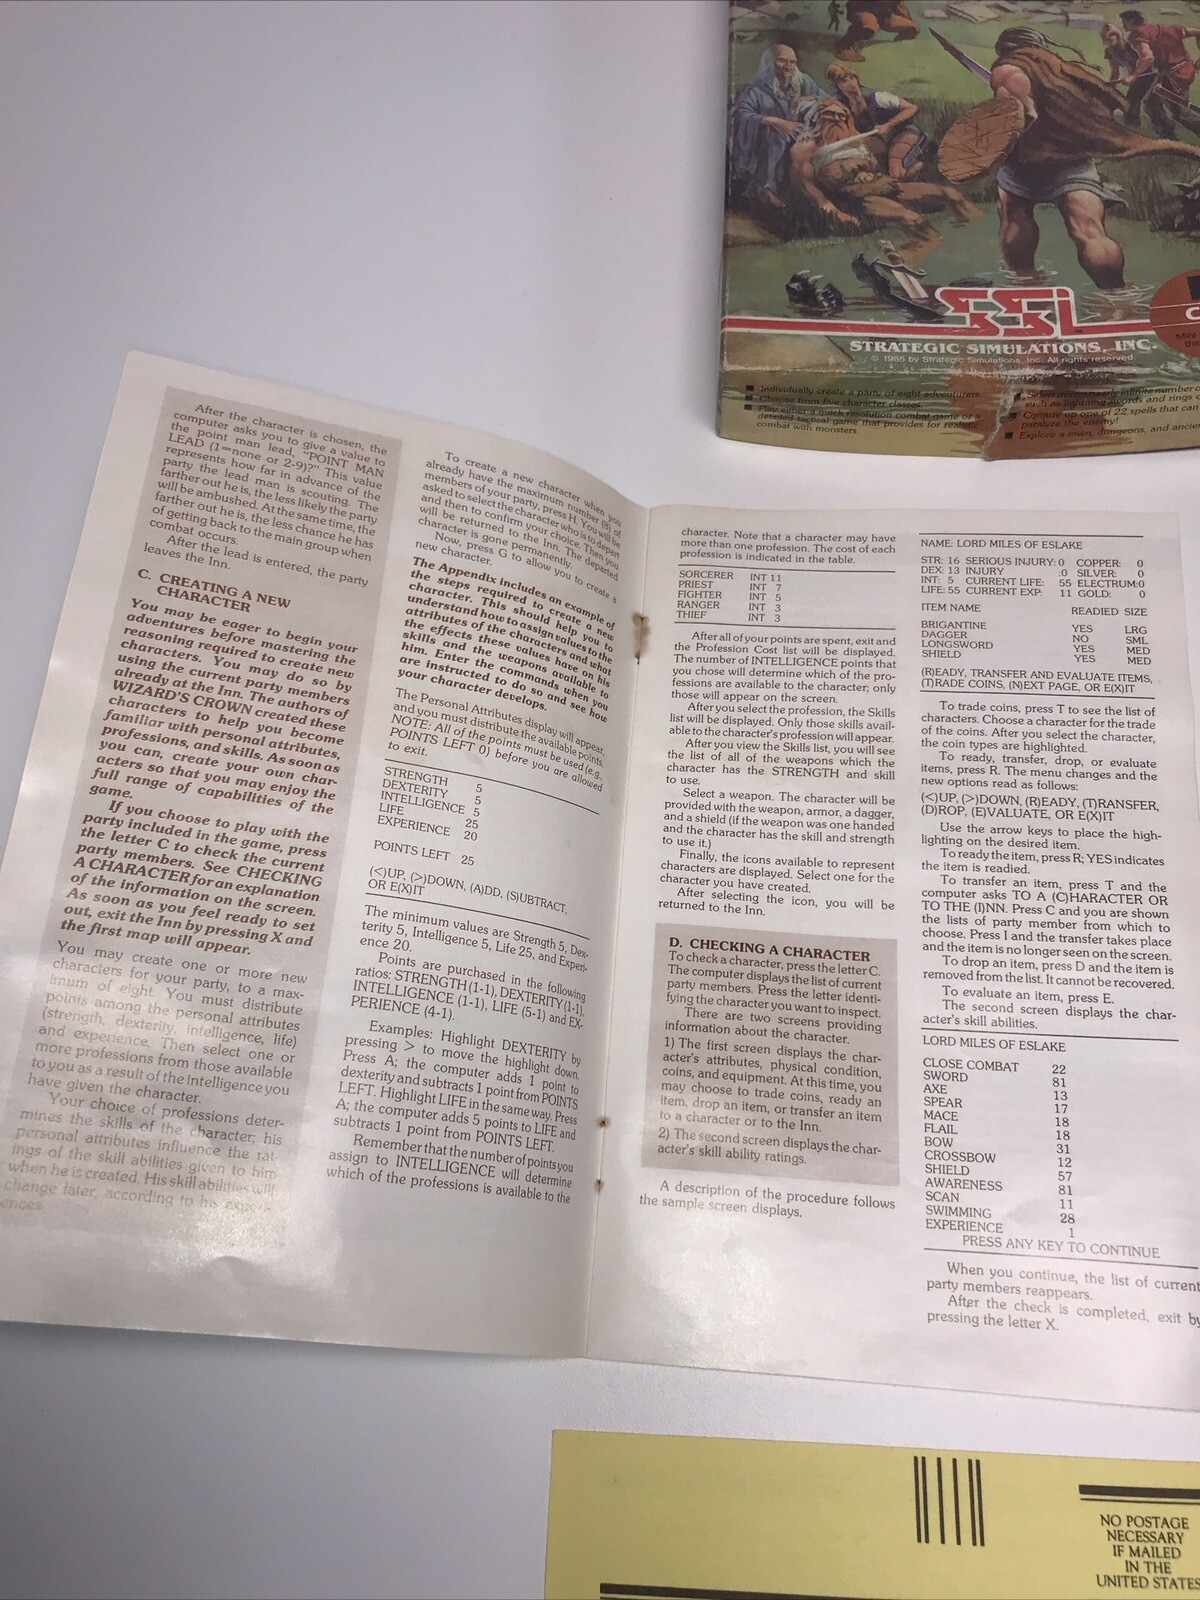 SSI
STRATEGIC SIMULATIONS, INC.
© 1985 by Strategic Simulations, Inc. All rights reserved
Individually create a party of eight adventurers
Choose from five character classes
Play either a quick resolution combat game or a
detailed tactical game that provides for realistic
combat with monsters.
nearly infinite number o
such as lightning swords and rings o
Conjure up one of 22 spells that can
paralyze the enemy!
Explore a town, dungeons, and ancie
After the character is chosen, the
computer asks you to give a value to
the point man lead, "POINT MAN
LEAD (1=none or 2-9)?" This value
represents how far in advance of the
party the lead man is scouting. The
farther out he is, the less likely the party
will be ambushed. At the same time, the
farther out he is, the less chance he has
of getting back to the main group when
combat occurs.
After the lead is entered, the party
leaves the Inn.
C. CREATING A NEW
CHARACTER
You may be eager to begin your
adventures before mastering the
reasoning required to create new
characters. You may do so by
using the current party members
already at the Inn. The authors of
WIZARD'S CROWN created these
characters to help you become
familiar with personal attributes,
professions, and skills. As soon as
you can, create your own char-
acters so that you may enjoy the
full range of capabilities of the
game.
If you choose to play with the
party included in the game, press
the letter C to check the current
party members. See CHECKING
A CHARACTER for an explanation
of the information on the screen.
As soon as you feel ready to set
out, exit the Inn by pressing X and
the first map will appear.
You may create one or more new
characters for your party, to a max-
imum of eight. You must distribute
points among the personal attributes
(strength, dexterity, intelligence, life)
and experience. Then select one or
more professions from those available
to you as a result of the intelligence you
have given the character.
Your choice of professions deter-
mines the skills of the character; his
personal attributes influence the rat-
ings of the skill abilities given to him
when he is created. His skill abilities will
change later, according to his experi-
ences.
To create a new character when you
already have the maximum number (8) of
members of your party, press H. You will be
asked to select the character who is to depart
and then to confirm your choice. Then you
will be returned to the Inn. The departed
character is gone permanently.
Now, press G to allow you to create a
new character.
The Appendix includes an example of
the steps required to create a new
character. This should help you to
understand how to assign values to the
attributes of the characters and what
the effects these values have on his
skills and the weapons available to
him. Enter the commands when you
are instructed to do so and see how
your character develops.
The Personal Attributes display will appear,
and you must distribute the available points.
NOTE: All of the points must be used (e.g.,
POINTS LEFT 0) before you are allowed
to exit.
STRENGTH 5
DEXTERITY 5
INTELLIGENCE 5
LIFE 25
EXPERIENCE 20
POINTS LEFT 25
(<)UP, (>)DOWN, (A)DD, (S)UBTRACT,
OR E(X)IT
The minimum values are Strength 5, Dex-
terity 5, Intelligence 5, Life 25, and Experi-
ence 20.
Points are purchased in the following
ratios: STRENGTH (1-1), DEXTERITY (1-1),
INTELLIGENCE (1-1), LIFE (5-1) and EX-
PERIENCE (4-1).
Examples: Highlight DEXTERITY by
pressing > to move the highlight down.
Press A; the computer adds 1 point to
dexterity and subtracts 1 point from POINTS
LEFT. Highlight LIFE in the same way. Press
A; the computer adds 5 points to LIFE and
subtracts 1 point from POINTS LEFT.
Remember that the number of points you
assign to INTELLIGENCE will determine
which of the professions is available to the
character. Note that a character may have
more than one profession. The cost of each
profession is indicated in the table.
SORCERER INT 11
PRIEST INT 7
FIGHTER INT 5
RANGER INT 3
THIEF INT 3
After all of your points are spent, exit and
the Profession Cost list will be displayed.
The number of INTELLIGENCE points that
you chose will determine which of the pro-
fessions are available to the character; only
those will appear on the screen.
After you select the profession, the Skills
list will be displayed. Only those skills avail-
able to the character's profession will appear.
After you view the Skills list, you will see
the list of all of the weapons which the
character has the STRENGTH and skill
to use.
Select a weapon. The character will be
provided with the weapon, armor, a dagger,
and a shield (if the weapon was one handed
and the character has the skill and strength
to use it.)
Finally, the icons available to represent
characters are displayed. Select one for the
character you have created.
After selecting the icon, you will be
returned to the Inn.
D. CHECKING A CHARACTER
To check a character, press the letter C.
The computer displays the list of current
party members. Press the letter identi-
fying the character you want to inspect.
There are two screens providing
information about the character.
1) The first screen displays the char-
acter's attributes, physical condition,
coins, and equipment. At this time, you
may choose to trade coins, ready an
item, drop an item, or transfer an item
to a character or to the Inn.
2) The second screen displays the char-
acter's skill ability ratings.
A description of the procedure follows
the sample screen displays.
NAME: LORD MILES OF ESLAKE
STR: 16 SERIOUS INJURY: 0 COPPER: 0
DEX: 13 INJURY :0 SILVER: 0
INT: 5 CURRENT LIFE: 55 ELECTRUM:0
LIFE: 55 CURRENT EXP: 11 GOLD: 0
ITEM NAME READIED SIZE
BRIGANTINE YES LRG
DAGGER NO SML
LONGSWORD YES MED
SHIELD YES MED
(R)EADY, TRANSFER AND EVALUATE ITEMS,
(T)RADE COINS, (N)EXT PAGE, OR E(X)IT
To trade coins, press T to see the list of
characters. Choose a character for the trade
of the coins. After you select the character,
the coin types are highlighted.
To ready, transfer, drop, or evaluate
items, press R. The menu changes and the
new options read as follows:
(<)UP, (>)DOWN, (R)EADY, (T)RANSFER,
(D)ROP, (E)VALUATE, OR E(X)IT
Use the arrow keys to place the high-
lighting on the desired item.
To ready the item, press R; YES indicates
the item is readied.
To transfer an item, press T and the
computer asks TO A (C)HARACTER OR
TO THE (I)NN. Press C and you are shown
the lists of party member from which to
choose. Press I and the transfer takes place
and the item is no longer seen on the screen.
To drop an item, press D and the item is
removed from the list. It cannot be recovered.
To evaluate an item, press E.
The second screen displays the char-
acter's skill abilities.
LORD MILES OF ESLAKE
CLOSE COMBAT 22
SWORD 81
AXE 13
SPEAR 17
MACE 18
FLAIL 18
BOW 31
CROSSBOW 12
SHIELD 57
AWARENESS 81
SCAN 11
SWIMMING 28
EXPERIENCE 1
PRESS ANY KEY TO CONTINUE
When you continue, the list of current
party members reappears.
After the check is completed, exit by
pressing the letter X.
NO POSTAGE
NECESSARY
IF MAILED
IN THE
UNITED STATES